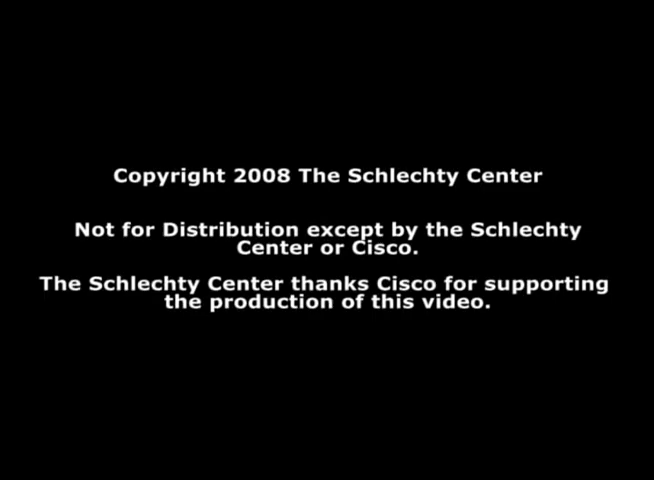 Copyright 2008 The Schlechty Center
Not for Distribution except by the Schlechty
Center or Cisco.
The Schlechty Center thanks Cisco for supporting
the production of this video.